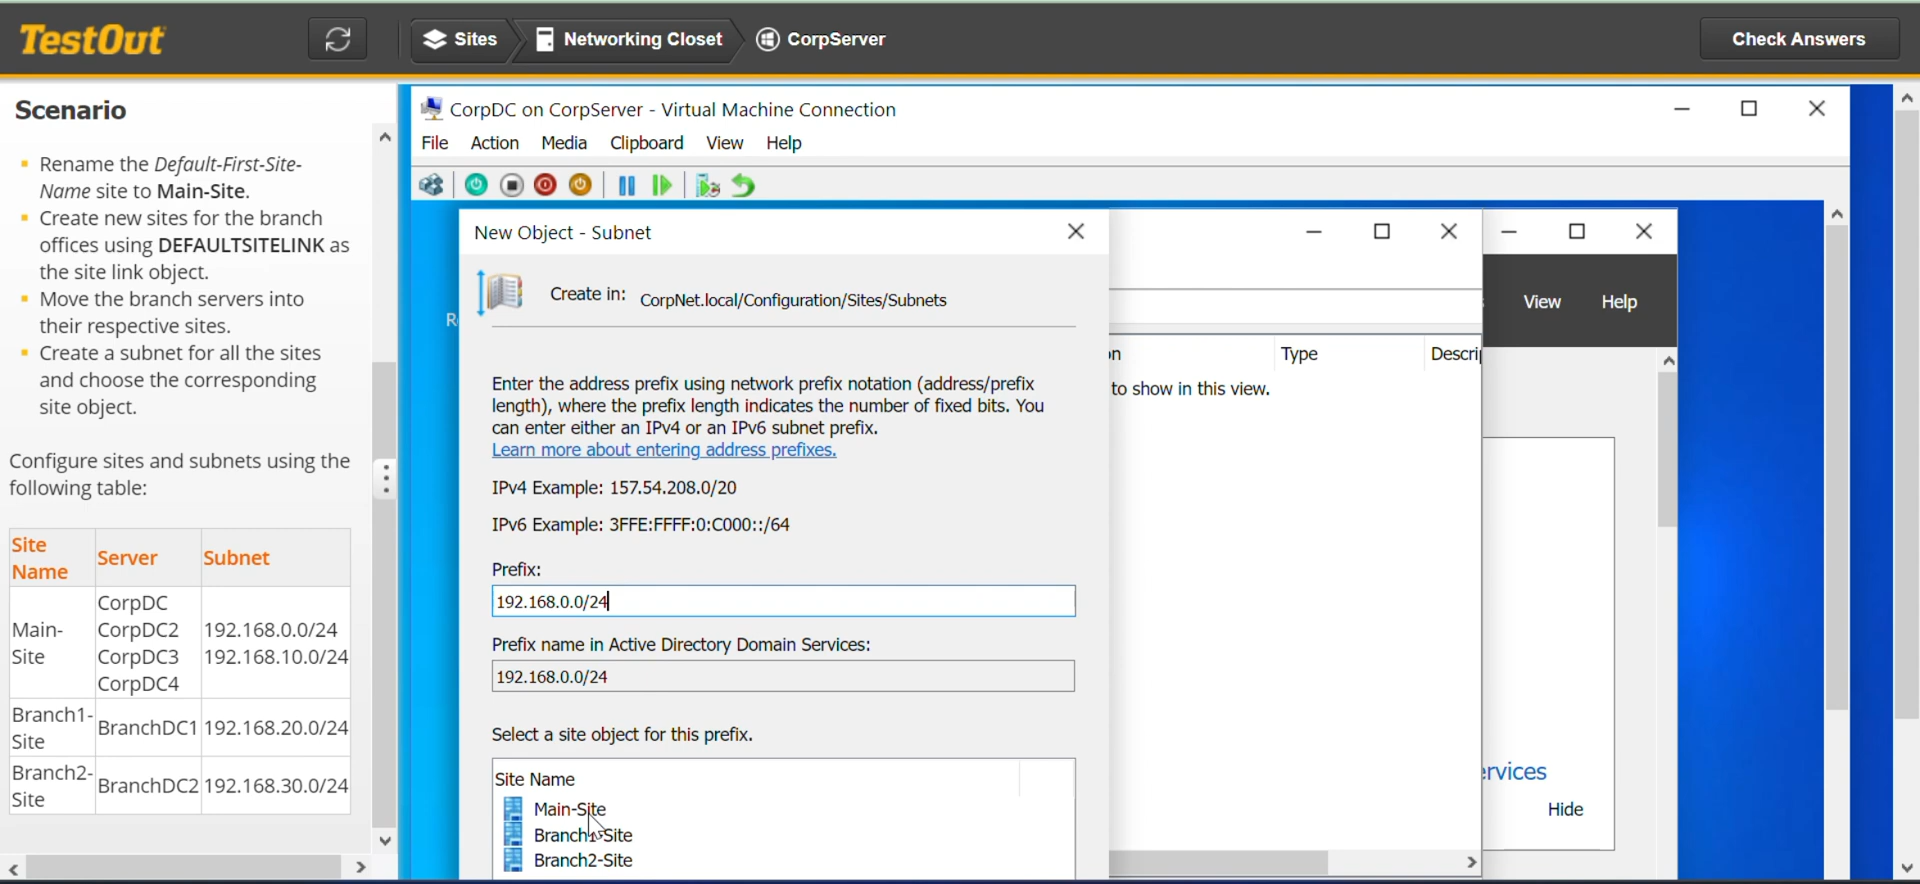 TestOut
Sites
Networking Closet
CorpServer
Check Answers
Scenario
Rename the Default-First-Site-
Name site to Main-Site.
Create new sites for the branch
offices using DEFAULTSITELINK as
the site link object.
Move the branch servers into
their respective sites.
Create a subnet for all the sites
and choose the corresponding
site object.
Configure sites and subnets using the
following table:
Site
Name
Server
Subnet
Main-
Site
CorpDC
CorpDC2
CorpDC3
CorpDC4
192.168.0.0/24
192.168.10.0/24
Branch1-
Site
BranchDC1
192.168.20.0/24
Branch2-
Site
BranchDC2
192.168.30.0/24
CorpDC on CorpServer - Virtual Machine Connection
File Action Media Clipboard View Help
New Object - Subnet
Create in: CorpNet.local/Configuration/Sites/Subnets
Enter the address prefix using network prefix notation (address/prefix
length), where the prefix length indicates the number of fixed bits. You
can enter either an IPv4 or an IPv6 subnet prefix.
Learn more about entering address prefixes.
IPv4 Example: 157.54.208.0/20
IPv6 Example: 3FFE:FFFF:0:C000::/64
Prefix:
192.168.0.0/24
Prefix name in Active Directory Domain Services:
192.168.0.0/24
Select a site object for this prefix.
Site Name
Main-Site
Branch1-Site
Branch2-Site
on Type Descri
to show in this view.
View Help
ervices
Hide